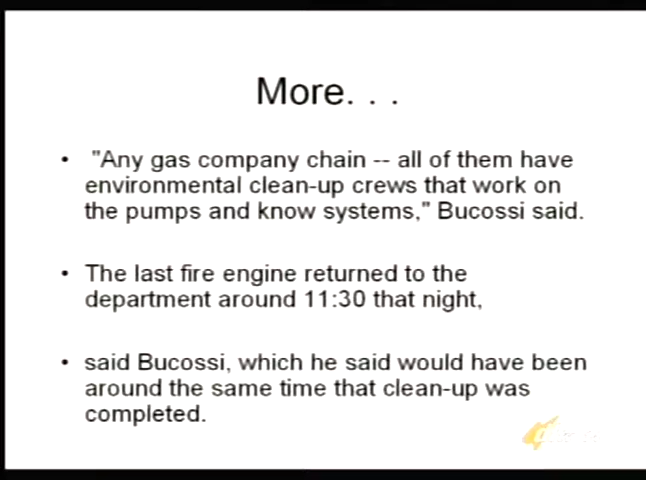 More. . .
• "Any gas company chain -- all of them have
environmental clean-up crews that work on
the pumps and know systems," Bucossi said.
• The last fire engine returned to the
department around 11:30 that night,
• said Bucossi, which he said would have been
around the same time that clean-up was
completed.